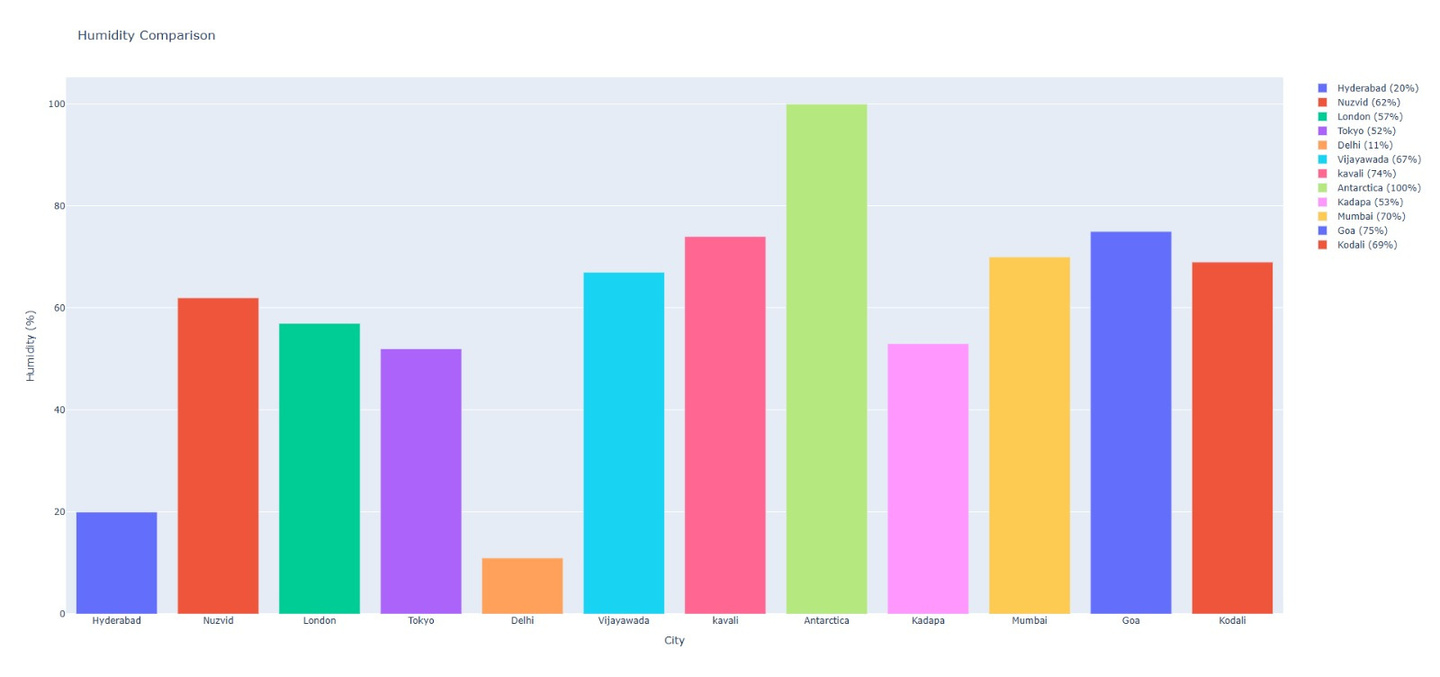 Humidity Comparison
Humidity (%)
100
80
60
40
20
0
Hyderabad Nuzvid London Tokyo Delhi Vijayawada kavali Antarctica Kadapa Mumbai Goa Kodali
City
Hyderabad (20%)
Nuzvid (62%)
London (57%)
Tokyo (52%)
Delhi (11%)
Vijayawada (67%)
kavali (74%)
Antarctica (100%)
Kadapa (53%)
Mumbai (70%)
Goa (75%)
Kodali (69%)